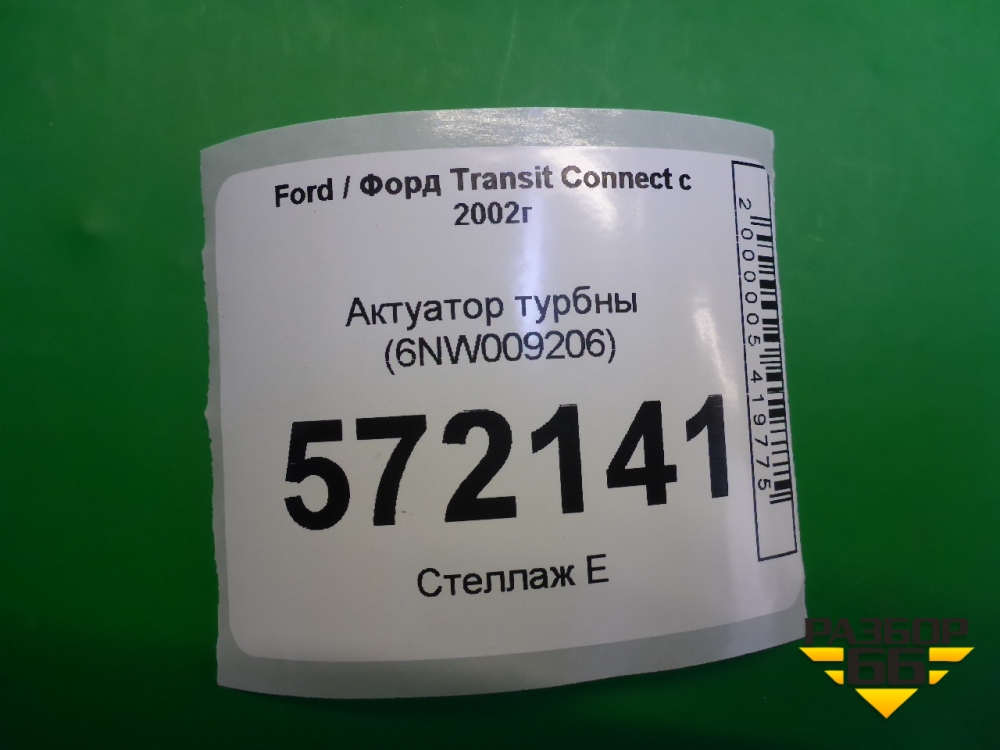 Ford / Форд Transit Connect с
2002г
Актуатор турбны
(6NW009206)
572141
Стеллаж Е
2000005419775
РАЗБОР
66